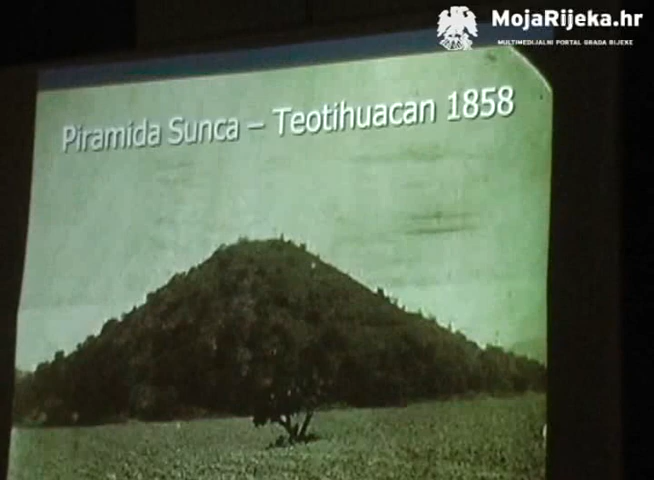 MojaRijeka.hr
MULTIMEDIJALNI PORTAL GRADA RIJEKE
Piramida Sunca – Teotihuacan 1858